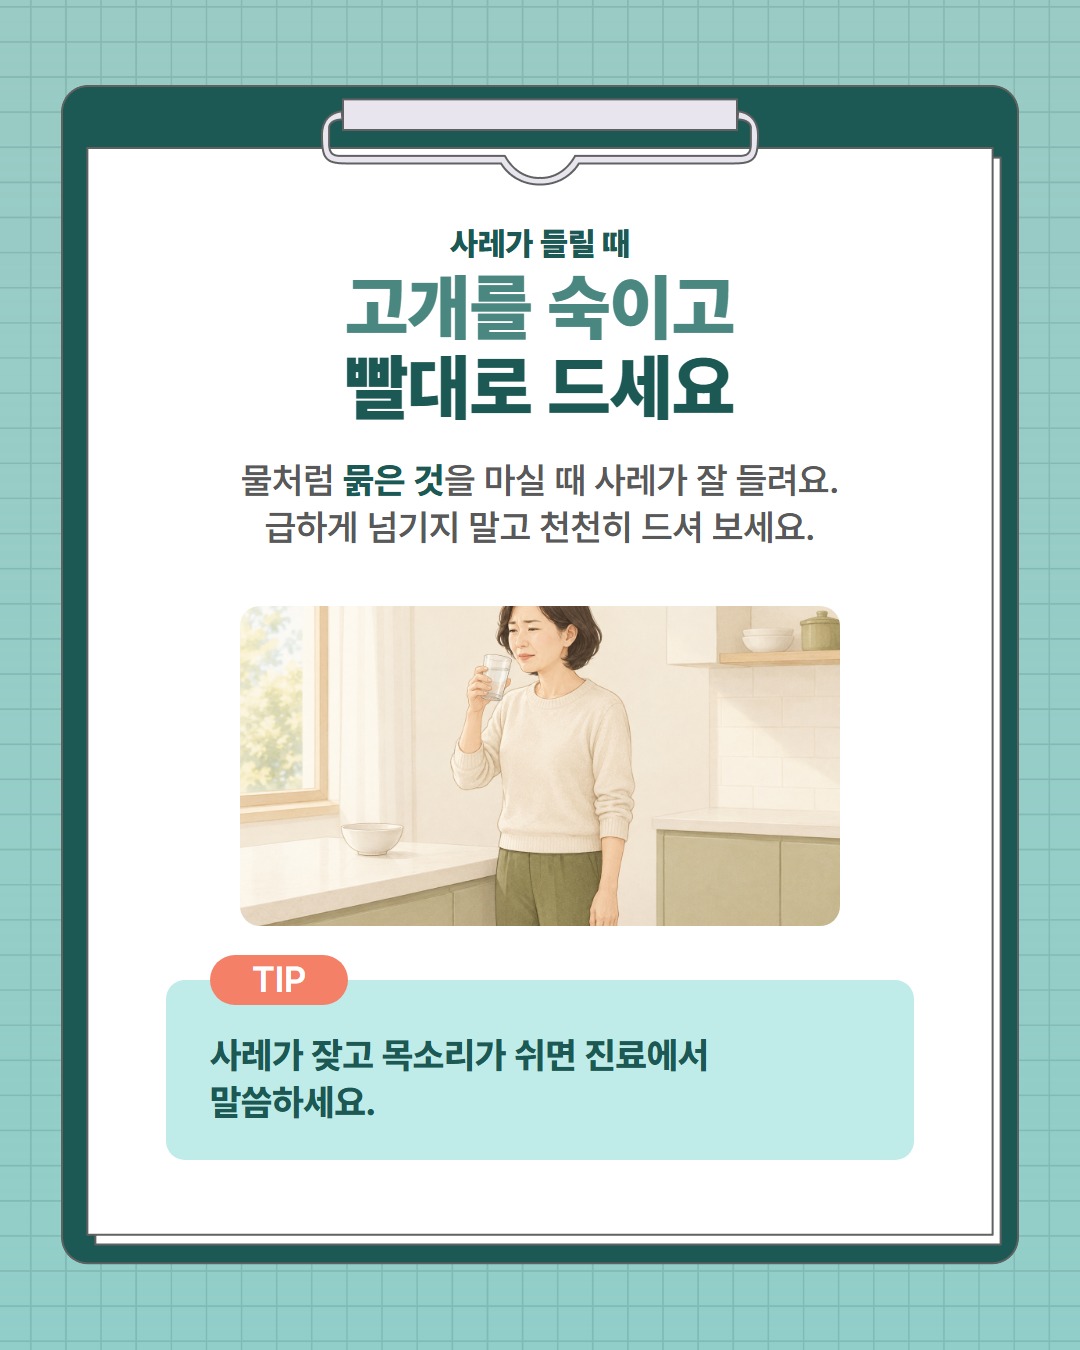 사레가 들릴 때
고개를 숙이고
빨대로 드세요
물처럼 묽은 것을 마실 때 사레가 잘 들려요.
급하게 넘기지 말고 천천히 드셔 보세요.
TIP
사레가 잦고 목소리가 쉬면 진료에서
말씀하세요.